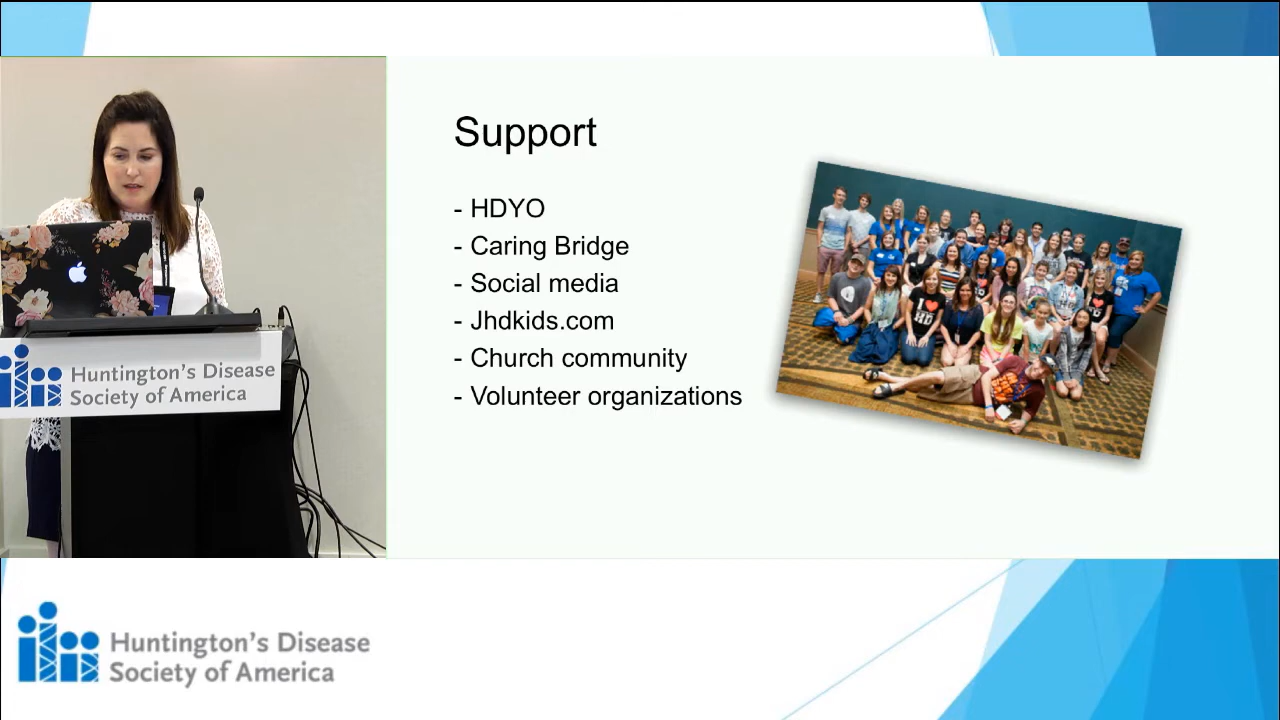 Support
- HDYO
- Caring Bridge
- Social media
- Jhdkids.com
- Church community
- Volunteer organizations
I ♥
HD
Huntington's Disease
Society of America
Huntington's Disease
Society of America